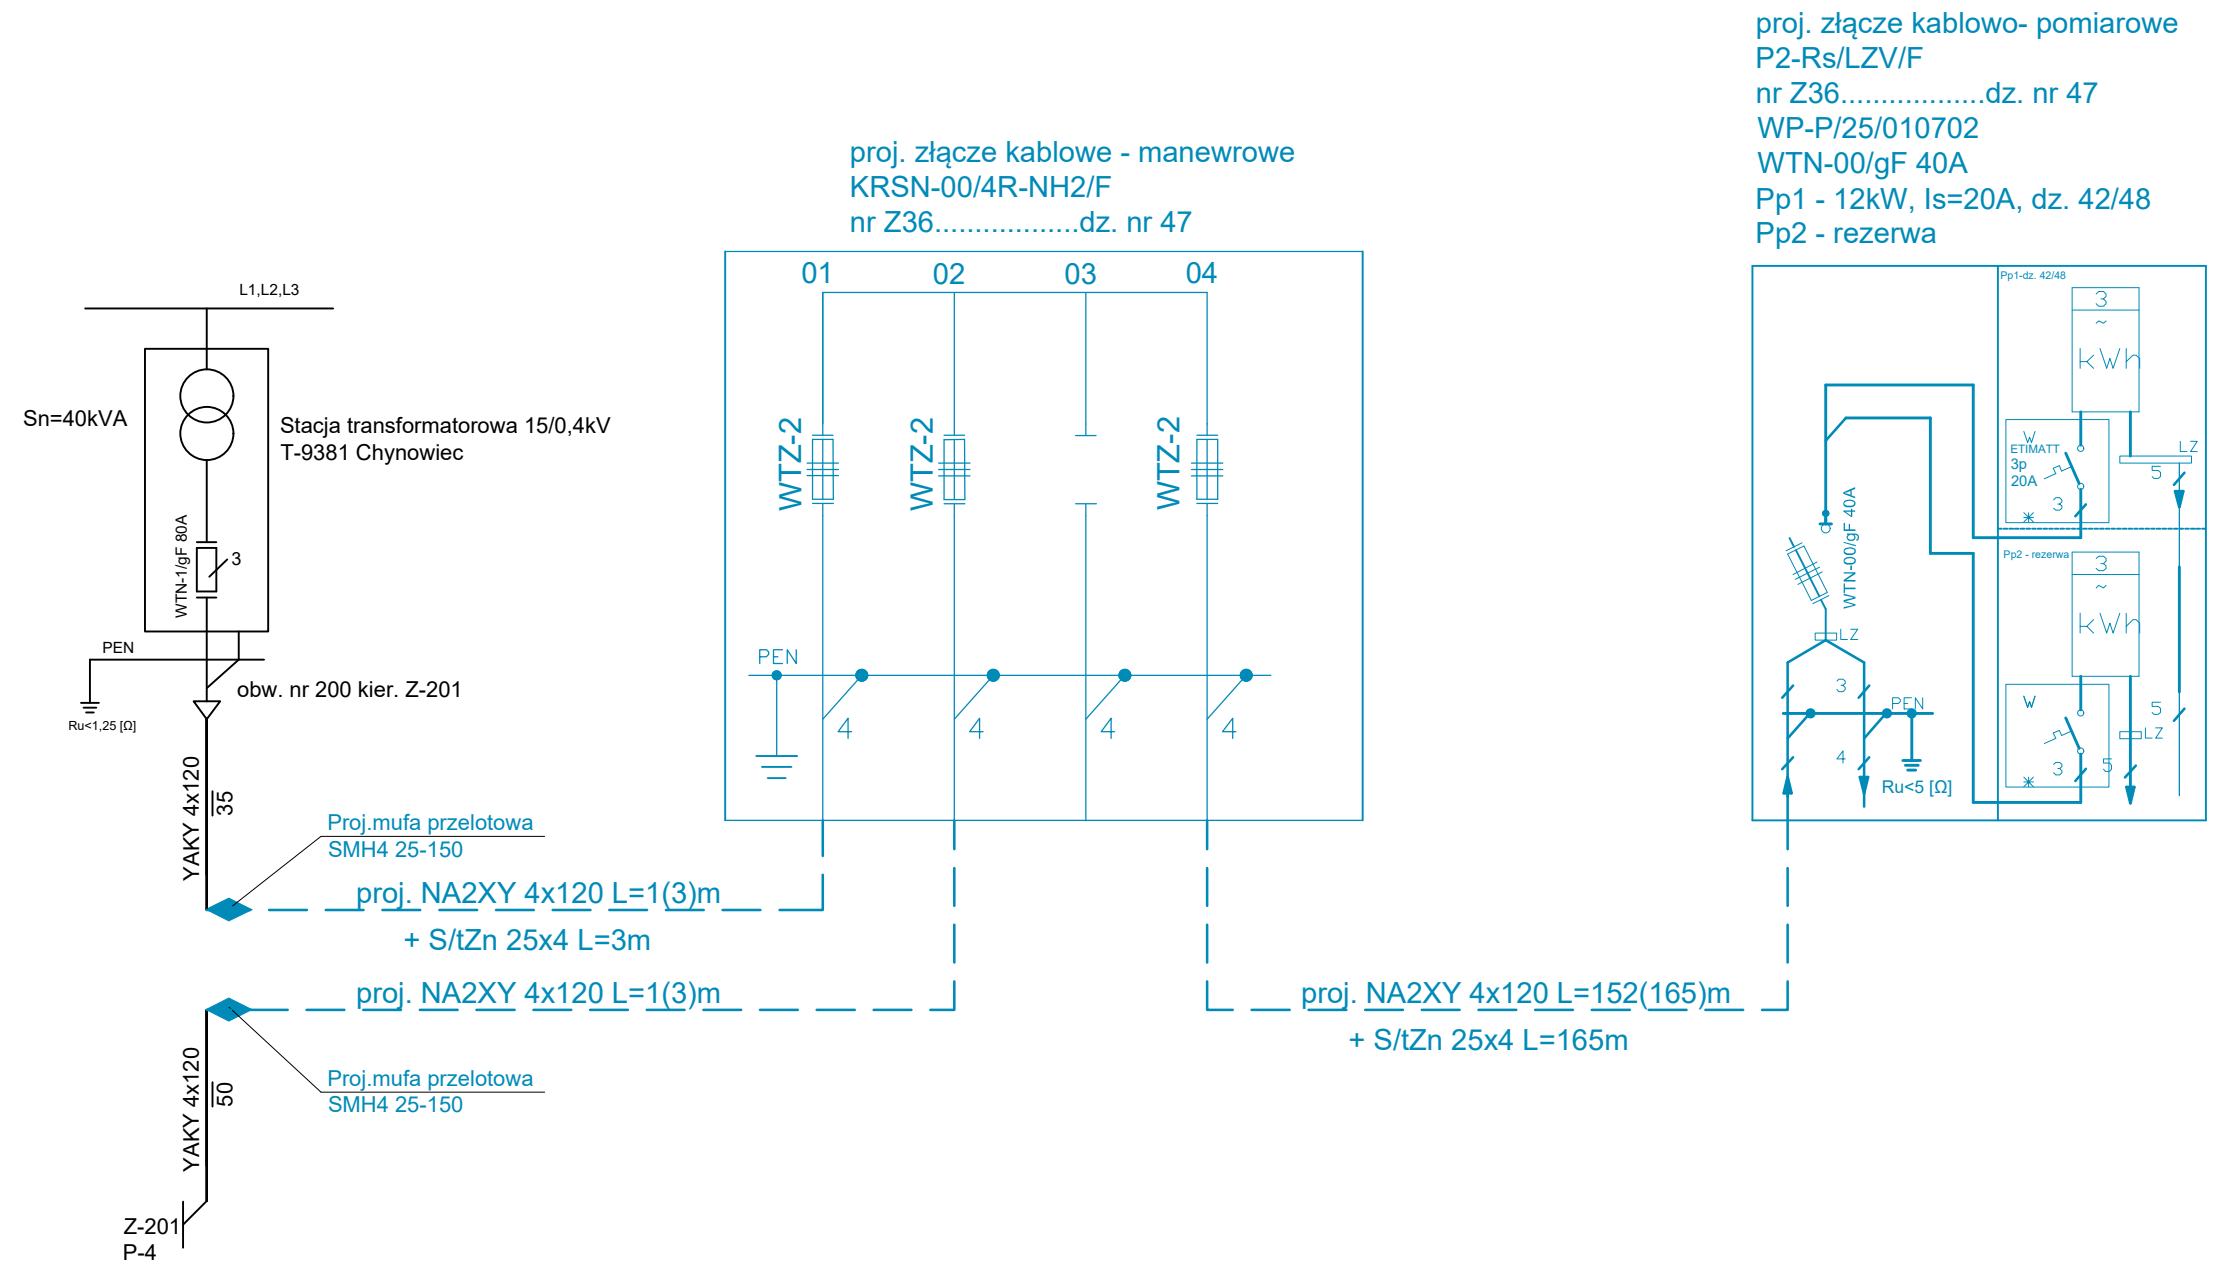 proj. złącze kablowo- pomiarowe
P2-Rs/LZV/F
nr Z36..................dz. nr 47
WP-P/25/010702
WTN-00/gF 40A
Pp1 - 12kW, Is=20A, dz. 42/48
Pp2 - rezerwa
proj. złącze kablowe - manewrowe
KRSN-00/4R-NH2/F
nr Z36..................dz. nr 47
L1,L2,L3
Sn=40kVA
Stacja transformatorowa 15/0,4kV
T-9381 Chynowiec
WTN-1/gF 80A
3
PEN
obw. nr 200 kier. Z-201
Ru<1,25 [Ω]
YAKY 4x120
35
Proj.mufa przelotowa
SMH4 25-150
proj. NA2XY 4x120 L=1(3)m
+ S/tZn 25x4 L=3m
proj. NA2XY 4x120 L=1(3)m
YAKY 4x120
50
Proj.mufa przelotowa
SMH4 25-150
Z-201
P-4
01
02
03
04
WTZ-2
WTZ-2
WTZ-2
PEN
4
4
4
4
proj. NA2XY 4x120 L=152(165)m
+ S/tZn 25x4 L=165m
Pp1-dz. 42/48
3
~
kWh
W
ETIMATT
3p
20A
3
*
LZ
5
WTN-00/gF 40A
LZ
3
PEN
4
Ru<5 [Ω]
Pp2 - rezerwa
3
~
kWh
W
3
*
5
LZ
5